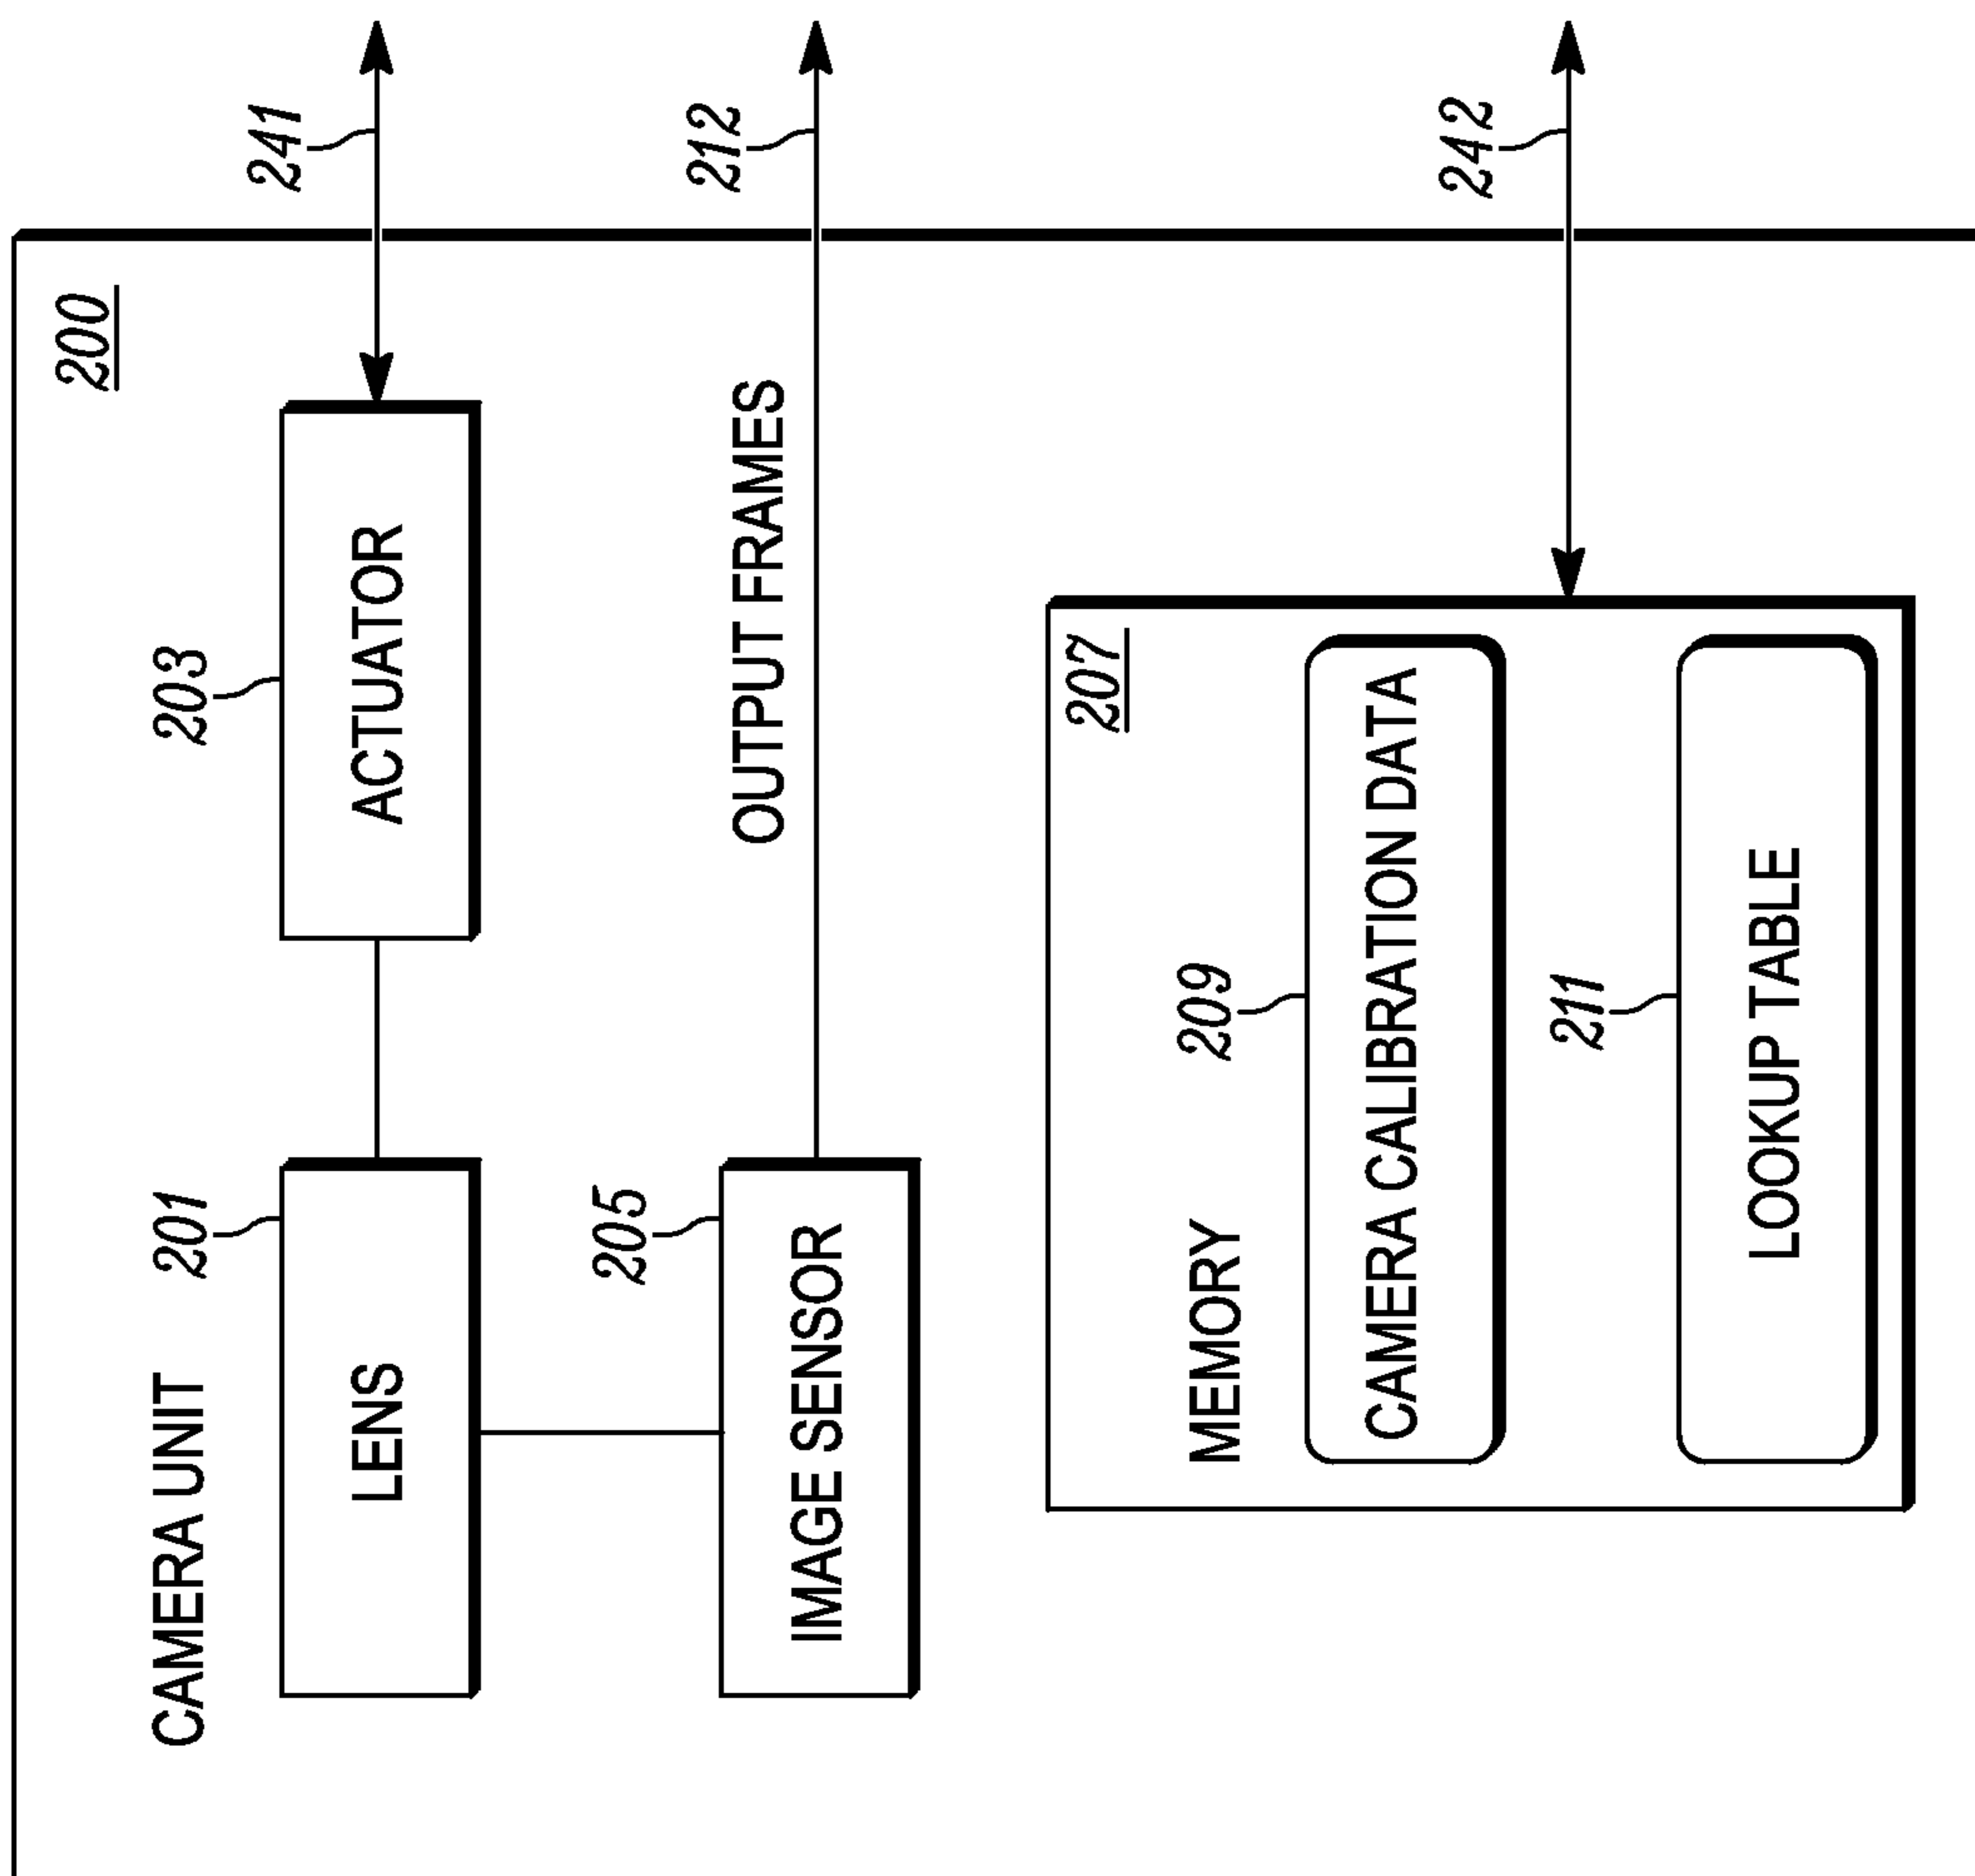 200
CAMERA UNIT
201
LENS
203
ACTUATOR
241
205
IMAGE SENSOR
OUTPUT FRAMES
212
207
MEMORY
209
CAMERA CALIBRATION DATA
242
211
LOOKUP TABLE